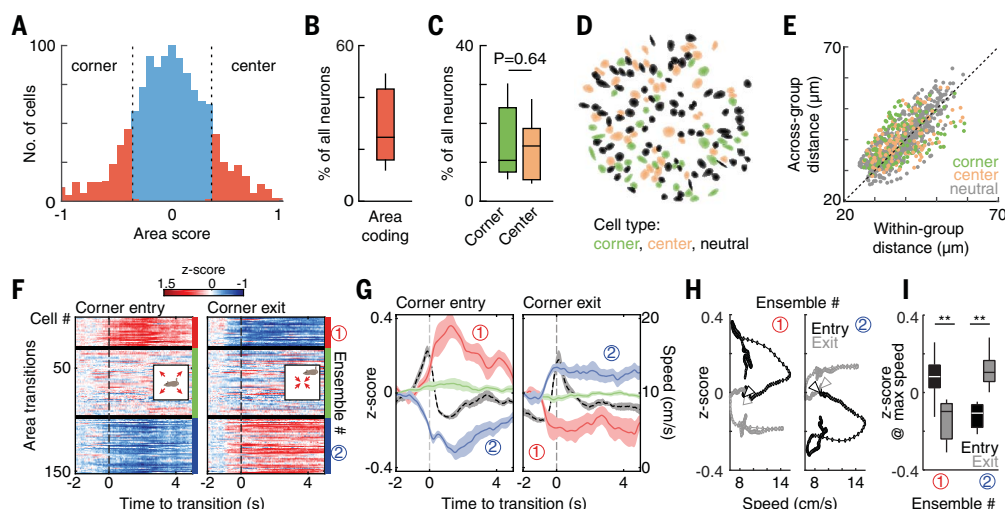 A
100
corner
center
No. of cells
0
-1
0
1
Area score
B
60
% of all neurons
0
Area
coding
C
40
P=0.64
% of all neurons
0
Corner
Center
D
Cell type:
corner, center, neutral
E
70
Across-group
distance (µm)
corner
center
neutral
20
20
70
Within-group
distance (µm)
F
z-score
1.5 0 -1
Corner entry
Corner exit
Cell #
50
150
Area transitions
1
Ensemble #
2
-2 0 4
-2 0 4
Time to transition (s)
G
Corner entry
Corner exit
0.4
0
-0.4
z-score
1
2
2
1
20
10
0
Speed (cm/s)
-2 0 4
-2 0 4
Time to transition (s)
H
Ensemble #
1
2
Entry
Exit
0.4
0
-0.4
z-score
8 14
8 14
Speed (cm/s)
I
** **
0.4
0
-0.4
z-score
@ max speed
Entry
Exit
1 2
Ensemble #